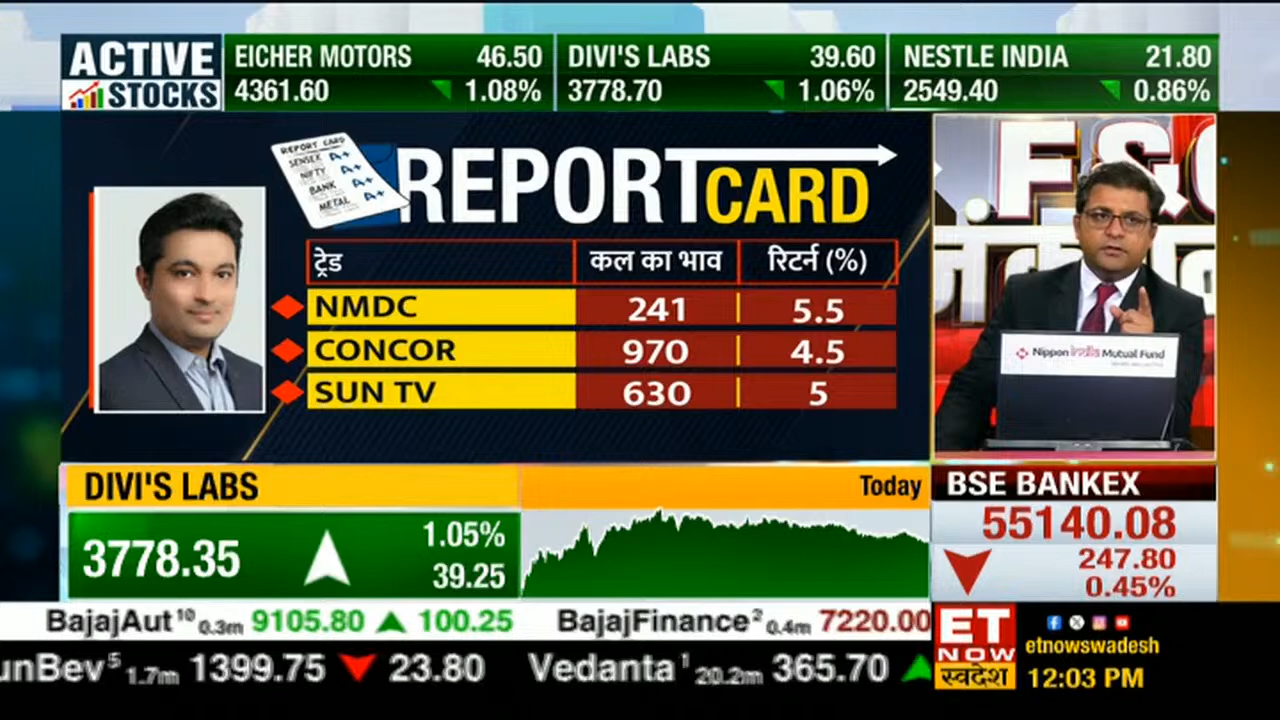 ACTIVE STOCKS
EICHER MOTORS 46.50
4361.60 1.08%
DIVI'S LABS 39.60
3778.70 1.06%
NESTLE INDIA 21.80
2549.40 0.86%
REPORT CARD
SENSEX A+
NIFTY A+
BANK A+
METAL A+
REPORT CARD
ट्रेड कल का भाव रिटर्न (%)
NMDC 241 5.5
CONCOR 970 4.5
SUN TV 630 5
F&O
Nippon India Mutual Fund
DIVI'S LABS
Today
3778.35 1.05%
39.25
BSE BANKEX
55140.08
247.80
0.45%
BajajAut 10 0.3m 9105.80 100.25 BajajFinance 2 0.4m 7220.00
unBev 5 1.7m 1399.75 23.80 Vedanta 1 20.2m 365.70
ET
NOW
स्वदेश
etnowswadesh
12:03 PM